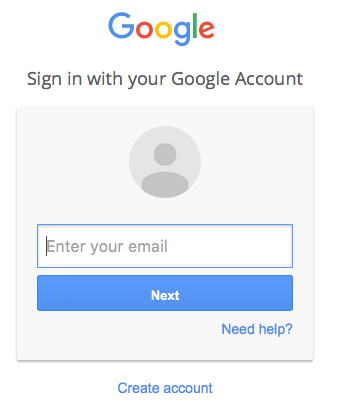 Google
Sign in with your Google Account
Enter your email
Next
Need help?
Create account